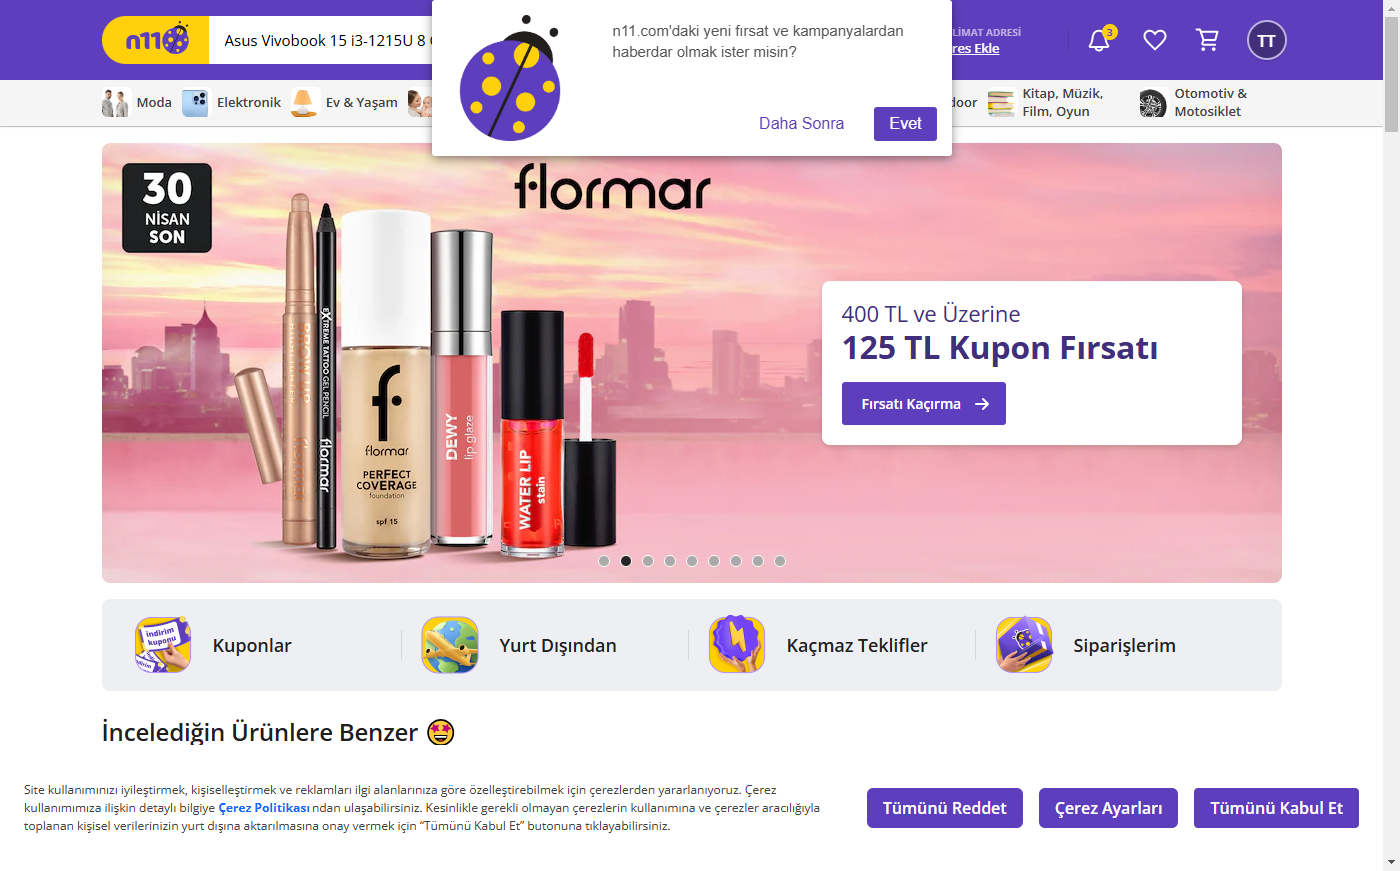 n11
Asus Vivobook 15 i3-1215U 8
n11.com'daki yeni fırsat ve kampanyalardan
haberdar olmak ister misin?
Daha Sonra
Evet
LİMAT ADRESİ
res Ekle
3
TT
Moda
Elektronik
Ev & Yaşam
door
Kitap, Müzik,
Film, Oyun
Otomotiv &
Motosiklet
30
NİSAN
SON
flormar
EXTREME TATTOO GEL PENCIL
flormar
flormar
PERFECT
COVERAGE
foundation
spf 15
DEWY
lip glaze
WATER LIP
stain
400 TL ve Üzerine
125 TL Kupon Fırsatı
Fırsatı Kaçırma
indirim
kuponu
Kuponlar
Yurt Dışından
Kaçmaz Teklifler
Siparişlerim
İncelediğin Ürünlere Benzer
Site kullanımınızı iyileştirmek, kişiselleştirmek ve reklamları ilgi alanlarınıza göre özelleştirebilmek için çerezlerden yararlanıyoruz. Çerez
kullanımımıza ilişkin detaylı bilgiye Çerez Politikası ndan ulaşabilirsiniz. Kesinlikle gerekli olmayan çerezlerin kullanımına ve çerezler aracılığıyla
toplanan kişisel verilerinizin yurt dışına aktarılmasına onay vermek için “Tümünü Kabul Et” butonuna tıklayabilirsiniz.
Tümünü Reddet
Çerez Ayarları
Tümünü Kabul Et